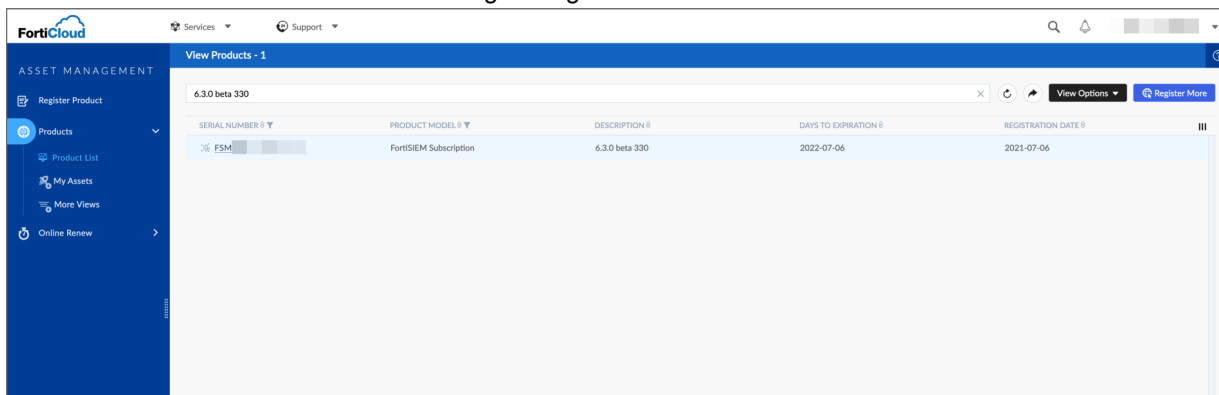 FortiCloud
Services
Support
ASSET MANAGEMENT
View Products - 1
Register Product
Products
Product List
My Assets
More Views
Online Renew
6.3.0 beta 330
View Options
Register More
SERIAL NUMBER PRODUCT MODEL DESCRIPTION DAYS TO EXPIRATION REGISTRATION DATE
FSM FortiSIEM Subscription 6.3.0 beta 330 2022-07-06 2021-07-06